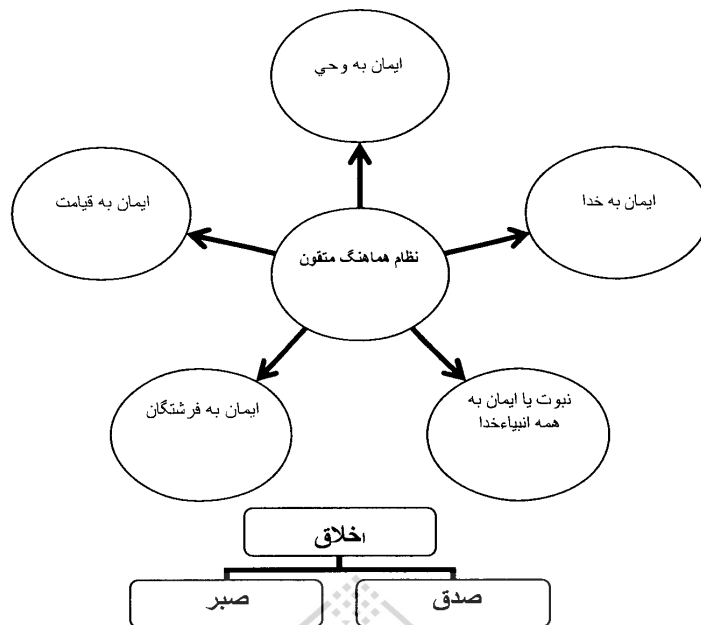 ایمان به وحي
ایمان به خدا
ایمان به قیامت
نظام هماهنگ متقون
نبوت یا ایمان به
همه انبیاءخدا
ایمان به فرشتگان
اخلاق
صدق
صبر